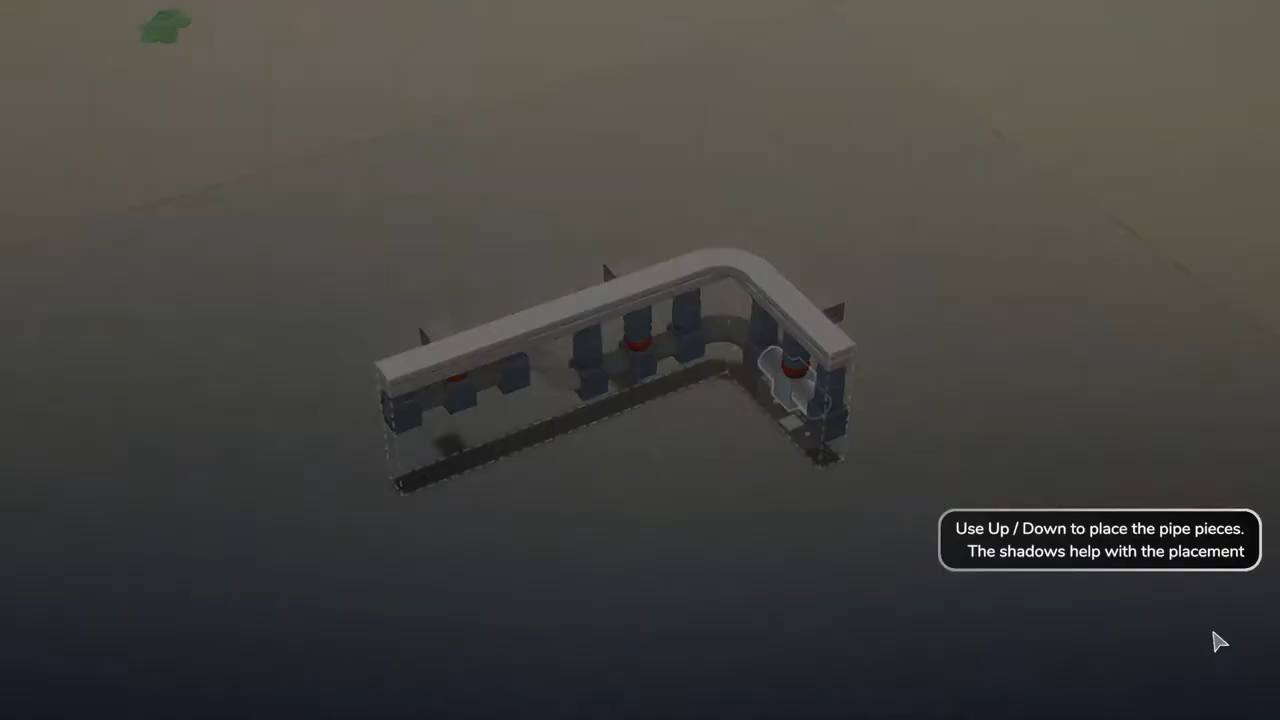 Use Up / Down to place the pipe pieces.
The shadows help with the placement